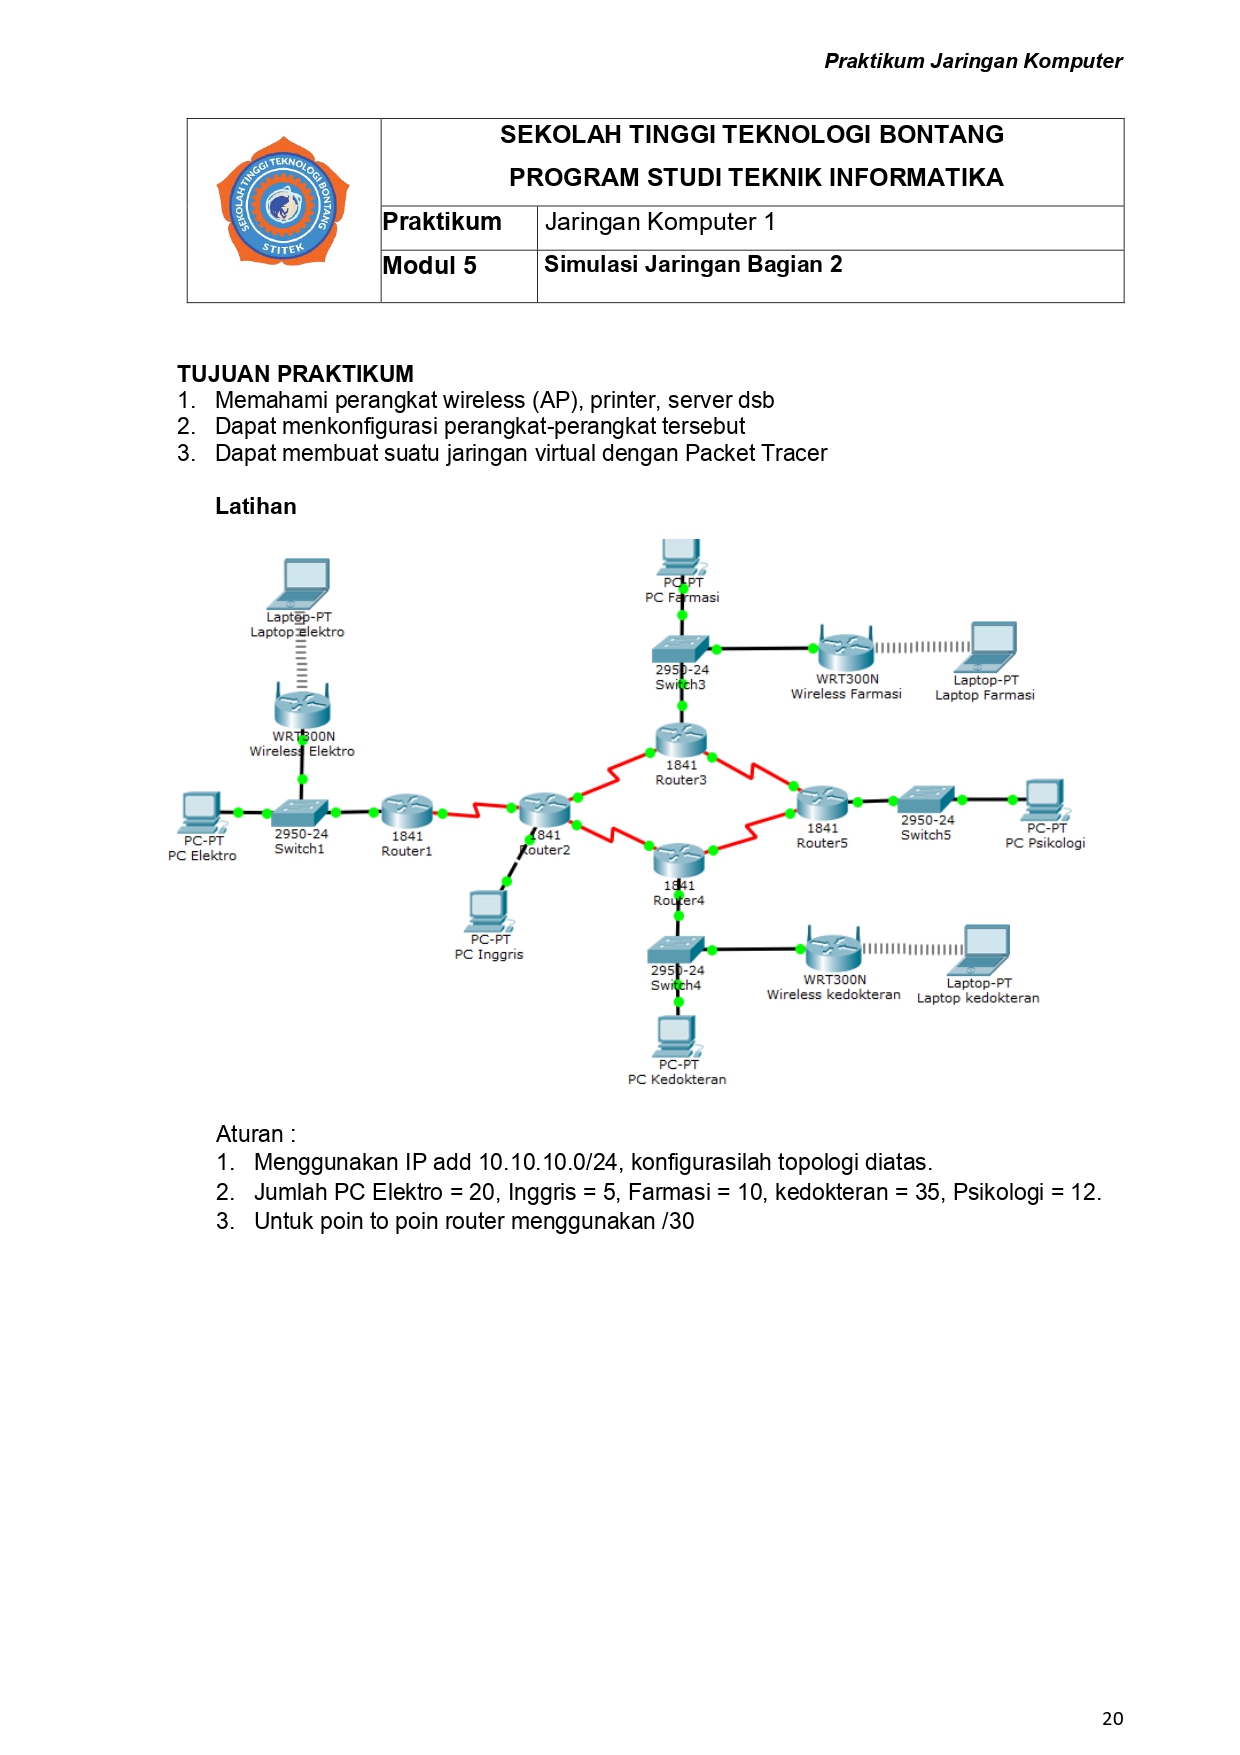 Praktikum Jaringan Komputer
SEKOLAH TINGGI TEKNOLOGI BONTANG
STITEK
SEKOLAH TINGGI TEKNOLOGI BONTANG
PROGRAM STUDI TEKNIK INFORMATIKA
Praktikum
Jaringan Komputer 1
Modul 5
Simulasi Jaringan Bagian 2
TUJUAN PRAKTIKUM
1. Memahami perangkat wireless (AP), printer, server dsb
2. Dapat menkonfigurasi perangkat-perangkat tersebut
3. Dapat membuat suatu jaringan virtual dengan Packet Tracer
Latihan
Laptop-PT
Laptop elektro
WRT300N
Wireless Elektro
PC-PT
PC Elektro
2950-24
Switch1
1841
Router1
1841
Router2
PC-PT
PC Inggris
PC-PT
PC Farmasi
2950-24
Switch3
WRT300N
Wireless Farmasi
Laptop-PT
Laptop Farmasi
1841
Router3
1841
Router5
2950-24
Switch5
PC-PT
PC Psikologi
1841
Router4
2950-24
Switch4
WRT300N
Wireless kedokteran
Laptop-PT
Laptop kedokteran
PC-PT
PC Kedokteran
Aturan :
1. Menggunakan IP add 10.10.10.0/24, konfigurasilah topologi diatas.
2. Jumlah PC Elektro = 20, Inggris = 5, Farmasi = 10, kedokteran = 35, Psikologi = 12.
3. Untuk poin to poin router menggunakan /30
20